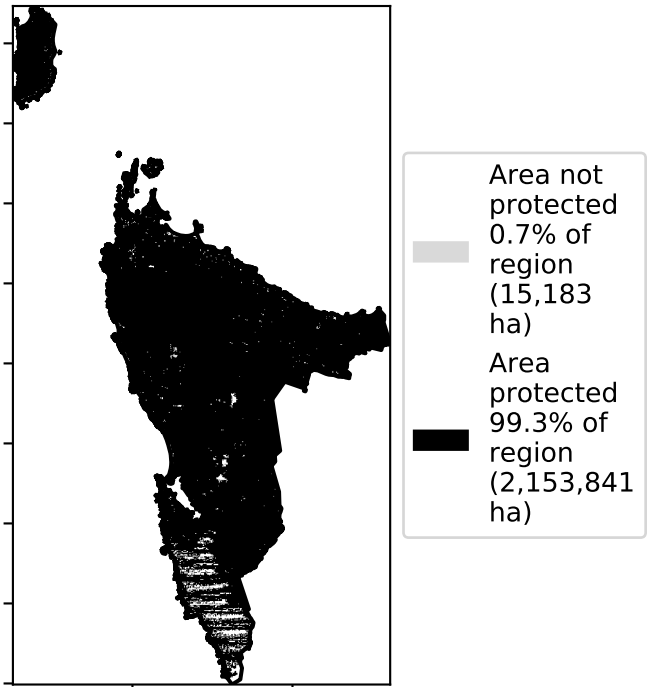 Area not
protected
0.7% of
region
(15,183
ha)
Area
protected
99.3% of
region
(2,153,841
ha)